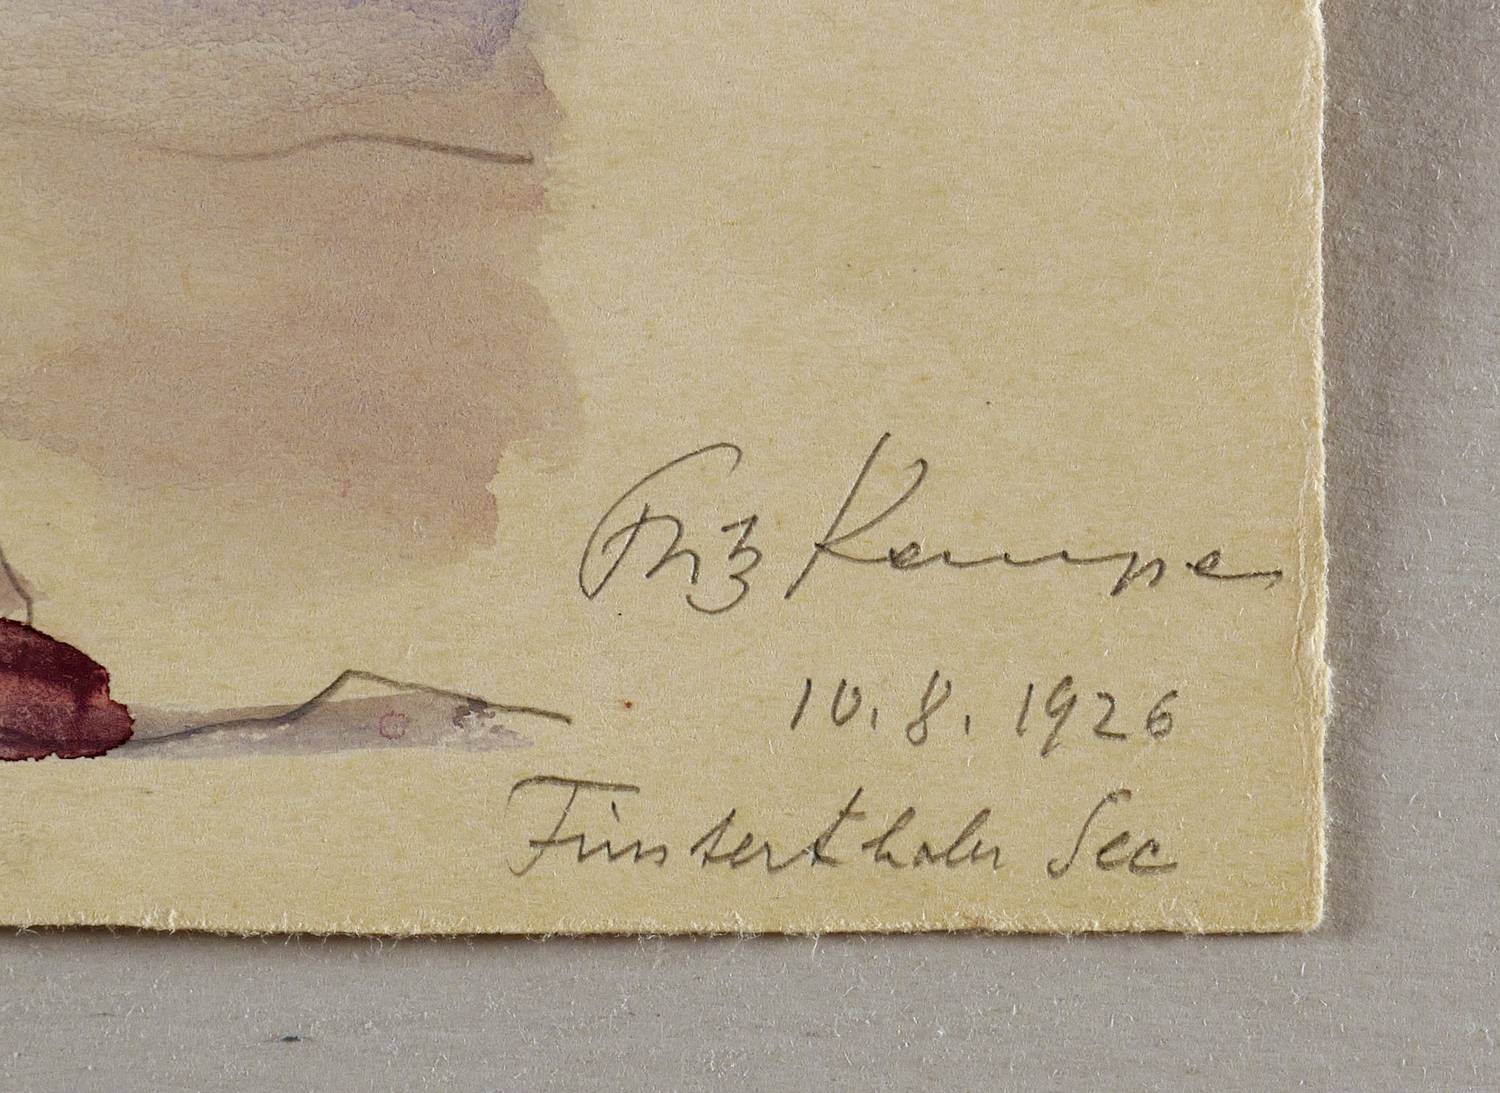 Fritz Kempe
10.8.1926
Finsterthaler See